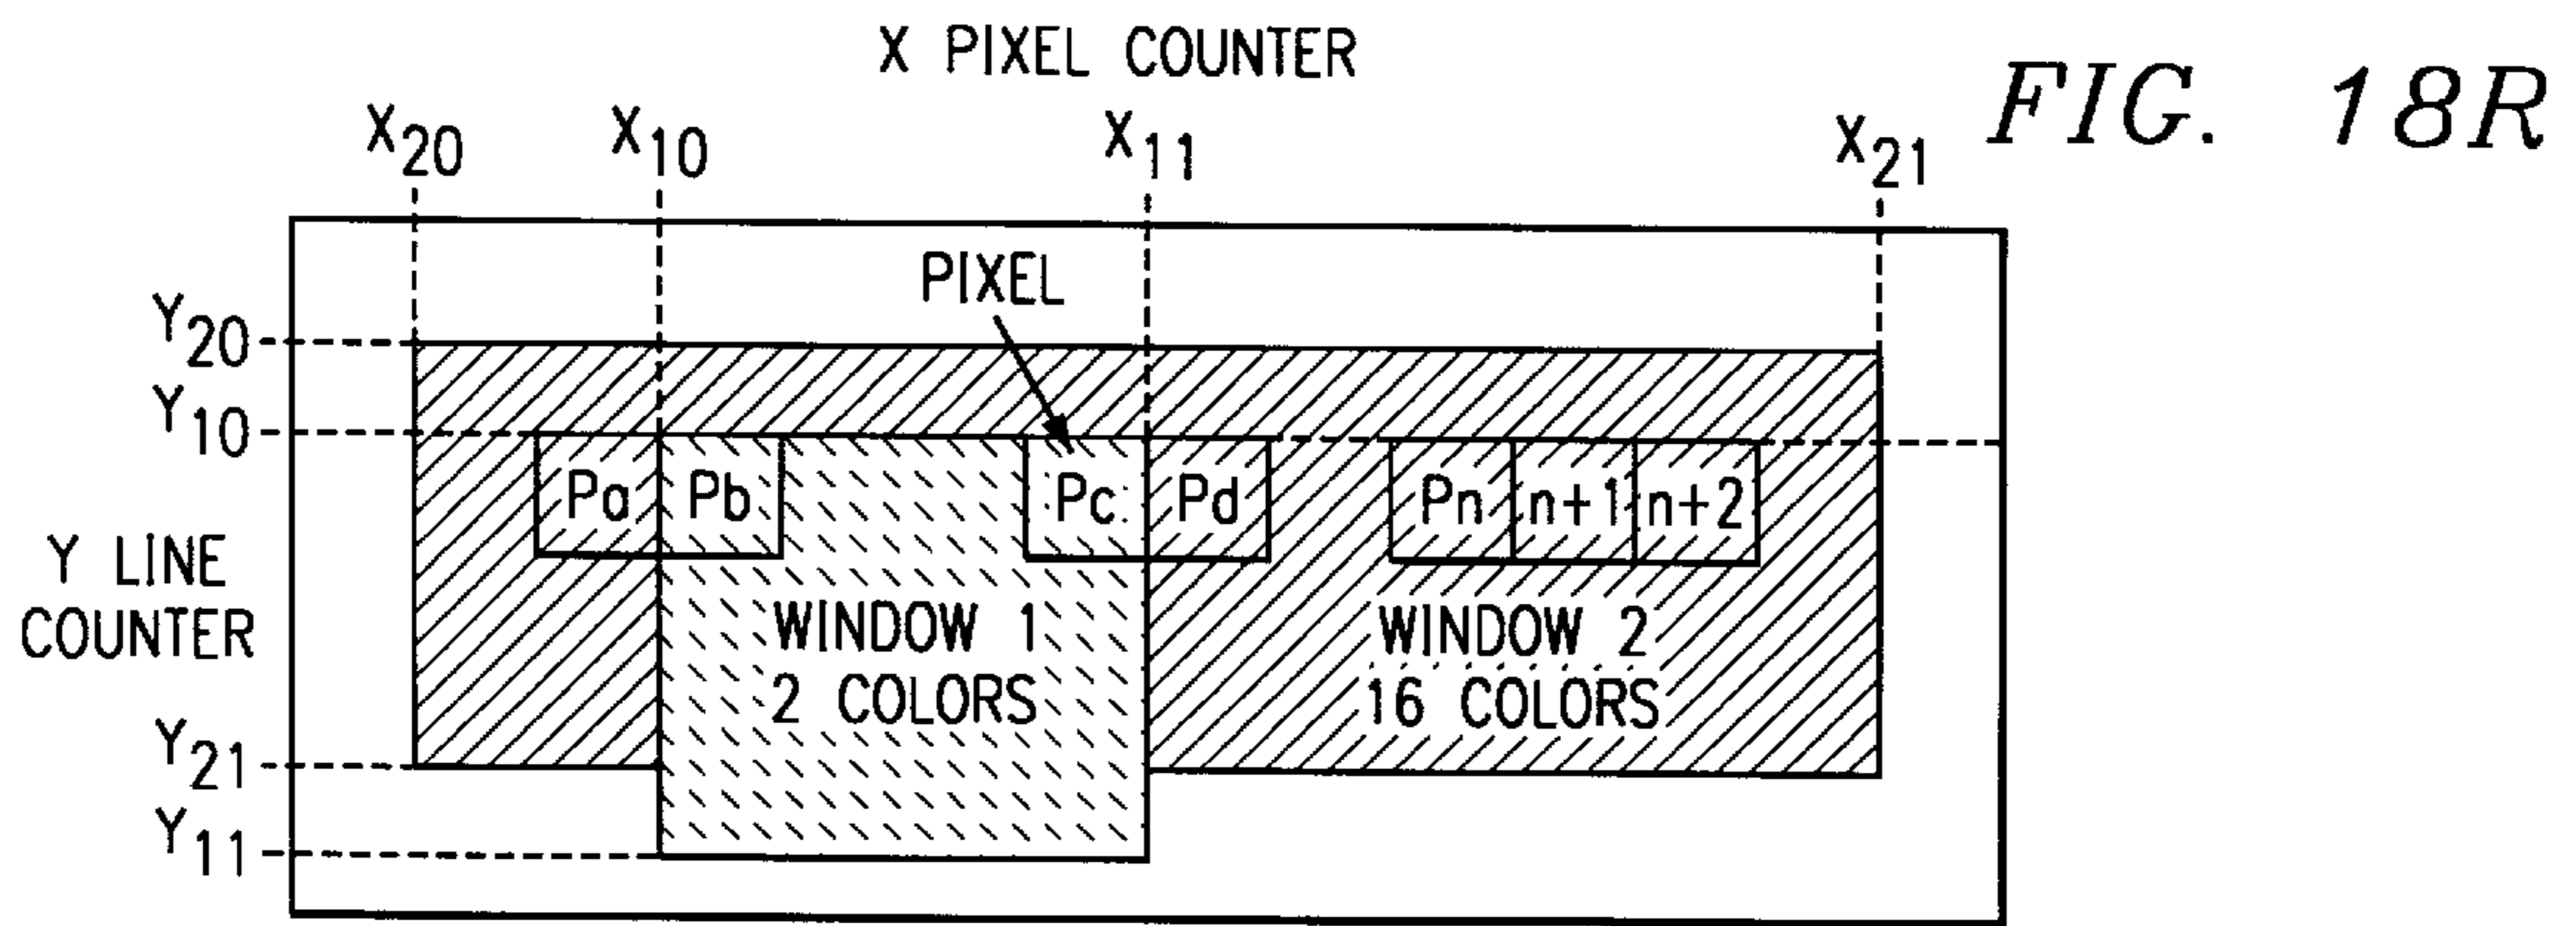 X PIXEL COUNTER
FIG. 18R
X20
X10
X11
X21
PIXEL
Y20
Y10
Pa
Pb
Pc
Pd
Pn
n+1
n+2
Y LINE
COUNTER
WINDOW 1
2 COLORS
WINDOW 2
16 COLORS
Y21
Y11